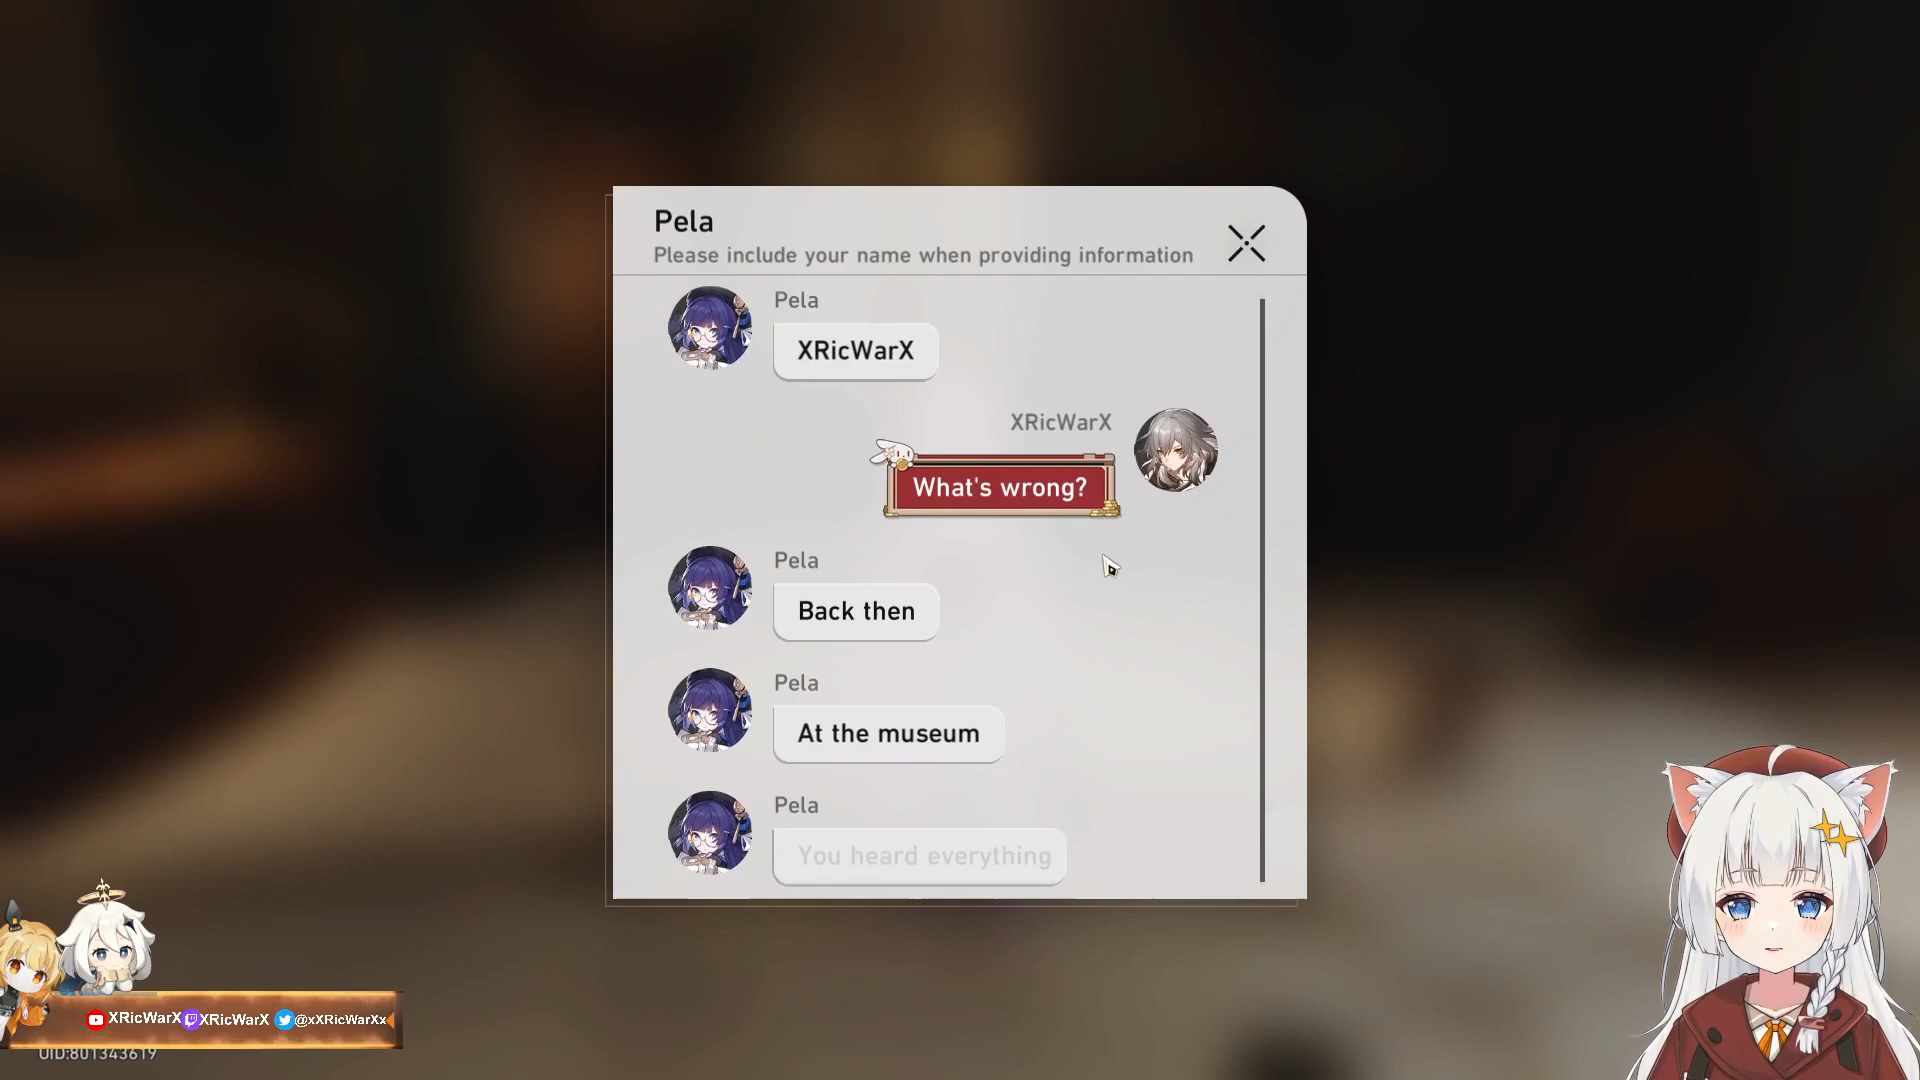 Pela
Please include your name when providing information
Pela
XRicWarX
XRicWarX
What's wrong?
Pela
Back then
Pela
At the museum
Pela
You heard everything
XRicWarX XRicWarX @xXRicWarXx
UID:801343619